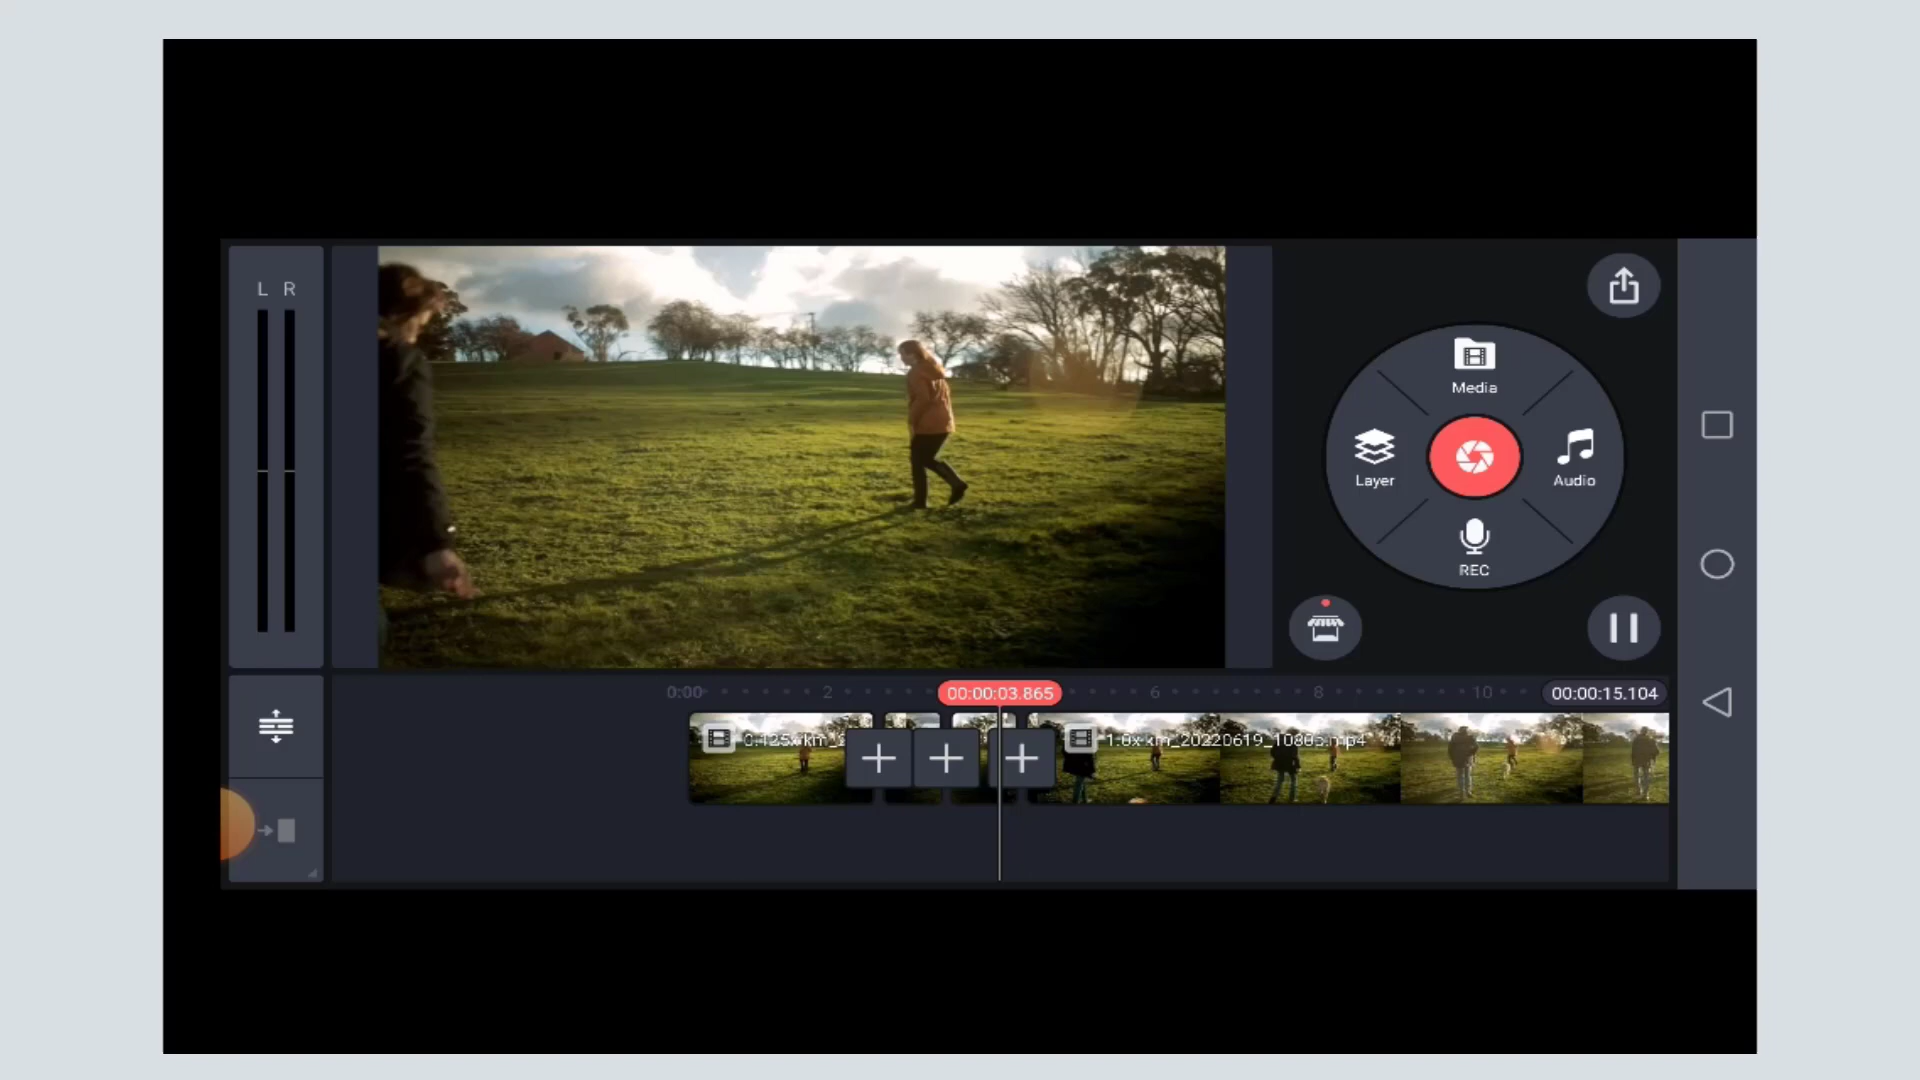 L R
Media
Layer
Audio
REC
0:00 2 00:00:03.865 6 8 10 00:00:15.104
0.125x km_2
1.0x km_20220619_1080p.mp4